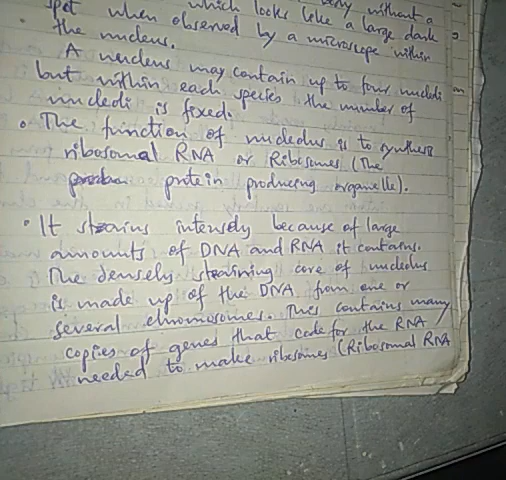 which looks like a large dark
spot when observed by a microscope within
the nucleus.
A nucleus may contain up to four nucleoli
but within each species the number of
nucleoli is fixed.
• The function of nucleolus is to synthesis
ribosomal RNA or Ribosomes (The
protein producing organelle).
• It strains intensely because of large
amounts of DNA and RNA it contains.
The densely straining core of nucleolus
is made up of the DNA from one or
several chromosomes. This contains many
copies of genes that code for the RNA
needed to make ribosomes (Ribosomal RNA